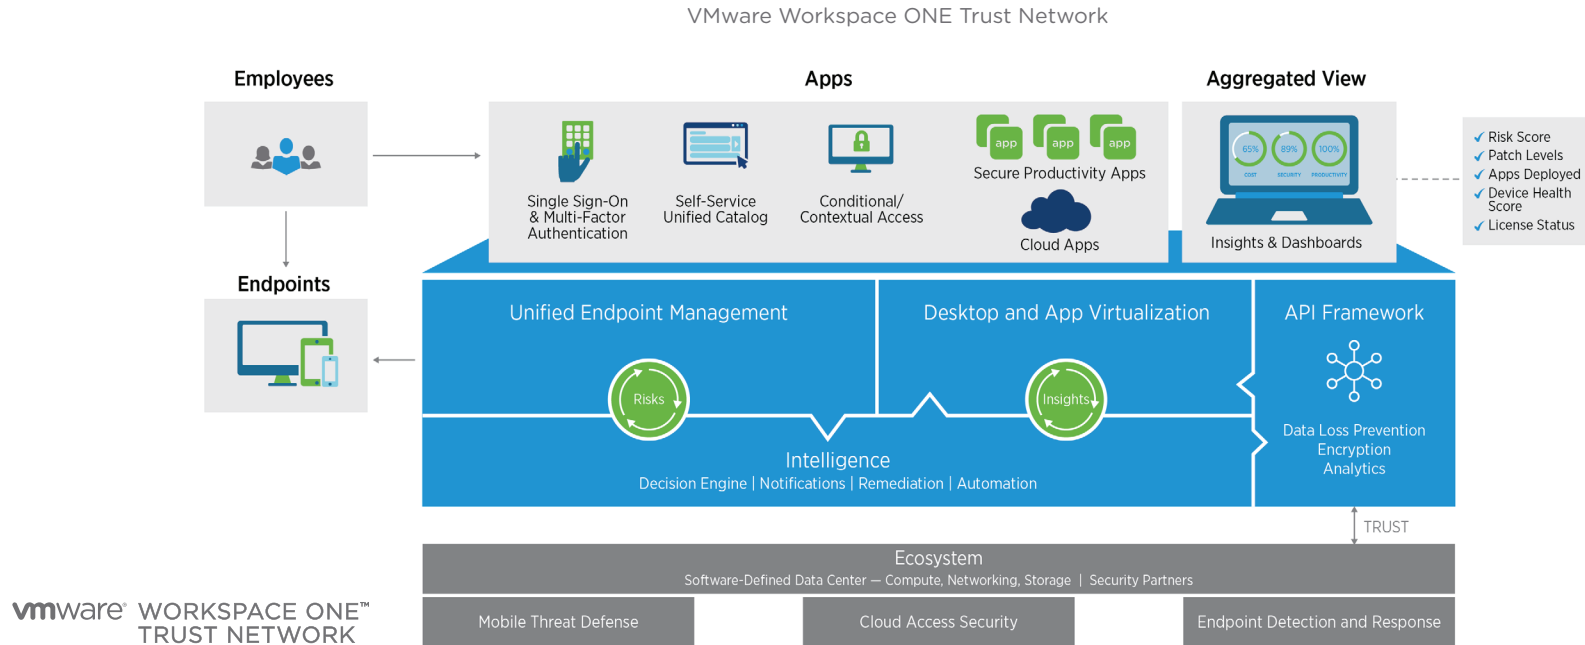 VMware Workspace ONE Trust Network
Employees
Apps
Aggregated View
app
app
app
Secure Productivity Apps
Single Sign-On
& Multi-Factor
Authentication
Self-Service
Unified Catalog
Conditional/
Contextual Access
Cloud Apps
65%
89%
100%
COST
SECURITY
PRODUCTIVITY
Insights & Dashboards
Risk Score
Patch Levels
Apps Deployed
Device Health
Score
License Status
Endpoints
Unified Endpoint Management
Desktop and App Virtualization
API Framework
Risks
Insights
Data Loss Prevention
Encryption
Analytics
Intelligence
Decision Engine | Notifications | Remediation | Automation
TRUST
Ecosystem
Software-Defined Data Center — Compute, Networking, Storage | Security Partners
Mobile Threat Defense
Cloud Access Security
Endpoint Detection and Response
vmware® WORKSPACE ONE™
TRUST NETWORK